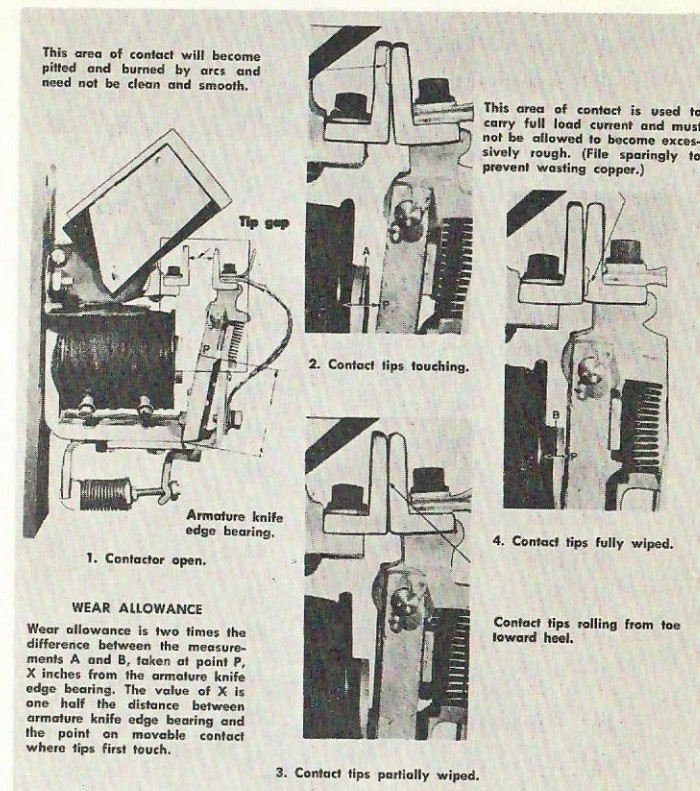 This area of contact will become
pitted and burned by arcs and
need not be clean and smooth.
This area of contact is used to
carry full load current and must
not be allowed to become exces-
sively rough. (File sparingly to
prevent wasting copper.)
Tip gap
P
A
P
2. Contact tips touching.
B
P
Armature knife
edge bearing.
1. Contactor open.
4. Contact tips fully wiped.
WEAR ALLOWANCE
Wear allowance is two times the
difference between the measure-
ments A and B, taken at point P,
X inches from the armature knife
edge bearing. The value of X is
one half the distance between
armature knife edge bearing and
the point on movable contact
where tips first touch.
Contact tips rolling from toe
toward heel.
3. Contact tips partially wiped.